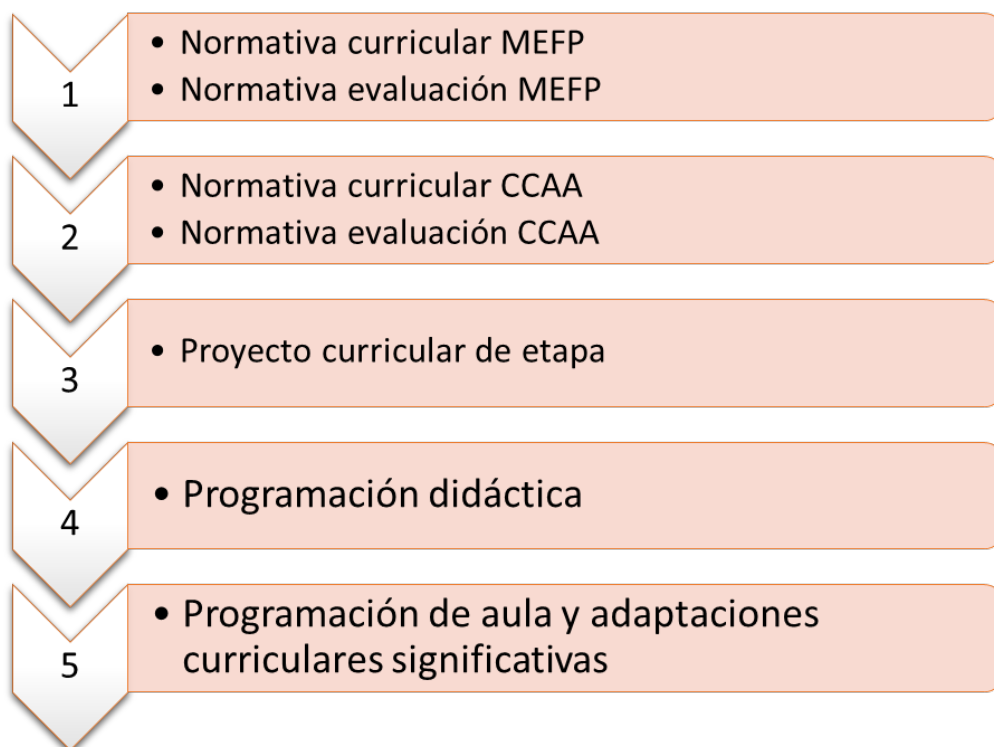 1
• Normativa curricular MEFP
• Normativa evaluación MEFP
2
• Normativa curricular CCAA
• Normativa evaluación CCAA
3
• Proyecto curricular de etapa
4
• Programación didáctica
5
• Programación de aula y adaptaciones
curriculares significativas